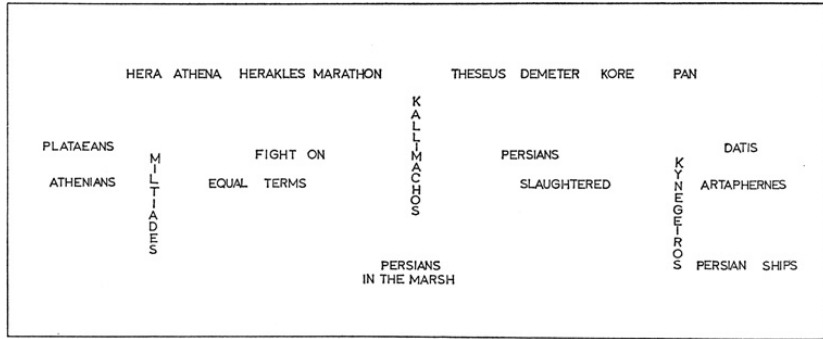 HERA ATHENA HERAKLES MARATHON THESEUS DEMETER KORE PAN
KALLIMACHOS
PLATAEANS
ATHENIANS
MILTIADES
FIGHT ON
EQUAL TERMS
PERSIANS
SLAUGHTERED
KYNEGEIROS
DATIS
ARTAPHERNES
PERSIANS
IN THE MARSH
PERSIAN SHIPS